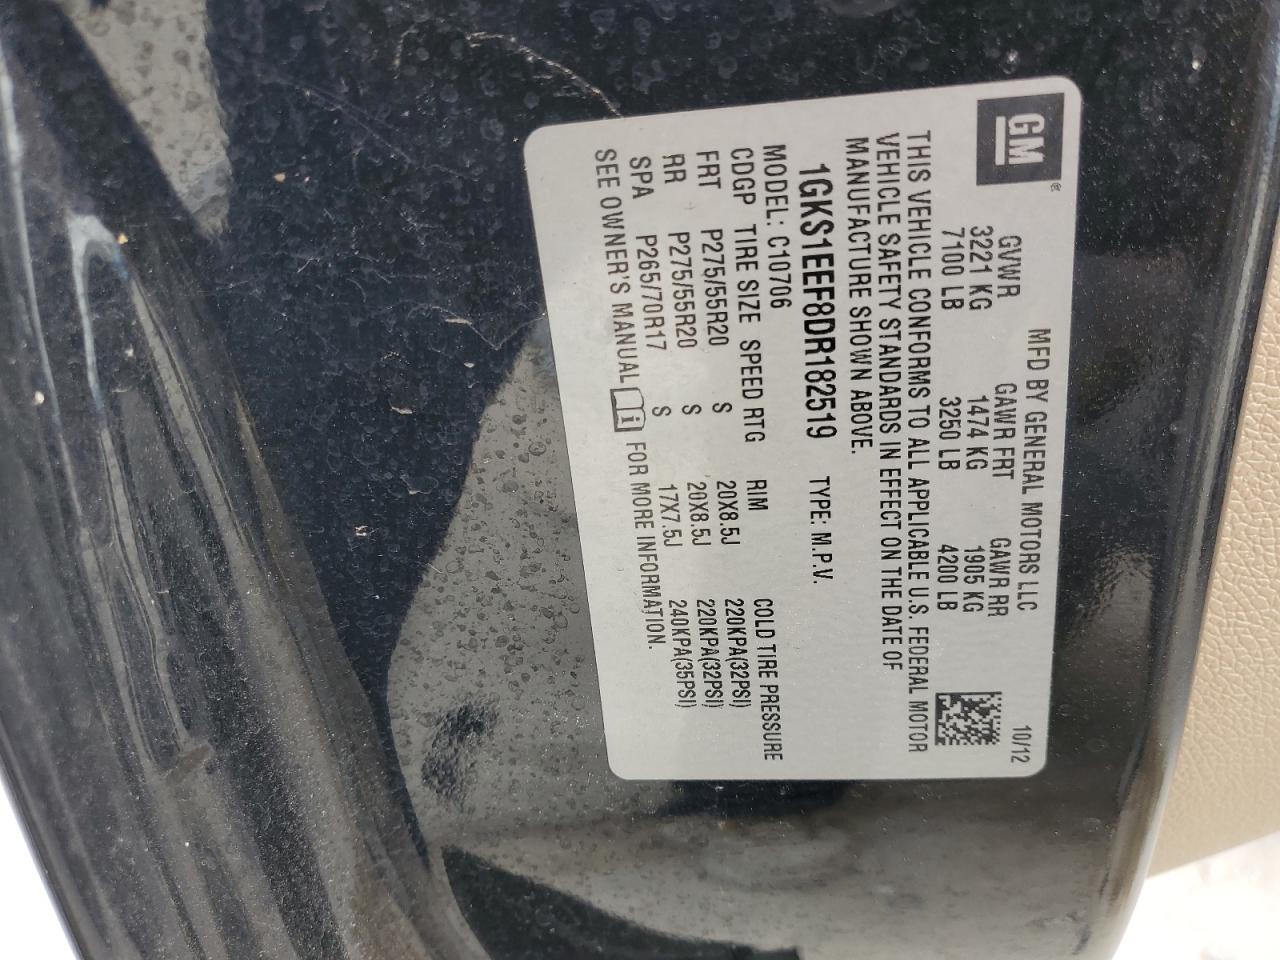 GM®
MFD BY GENERAL MOTORS LLC 10/12
GVWR GAWR FRT GAWR RR
3221 KG 1474 KG 1905 KG
7100 LB 3250 LB 4200 LB
THIS VEHICLE CONFORMS TO ALL APPLICABLE U.S. FEDERAL MOTOR
VEHICLE SAFETY STANDARDS IN EFFECT ON THE DATE OF
MANUFACTURE SHOWN ABOVE.
1GKS1EEF8DR182519 TYPE: M.P.V.
MODEL: C10706
CDGP TIRE SIZE SPEED RTG RIM COLD TIRE PRESSURE
FRT P275/55R20 S 20X8.5J 220KPA(32PSI)
RR P275/55R20 S 20X8.5J 220KPA(32PSI)
SPA P265/70R17 S 17X7.5J 240KPA(35PSI)
SEE OWNER'S MANUAL i FOR MORE INFORMATION.